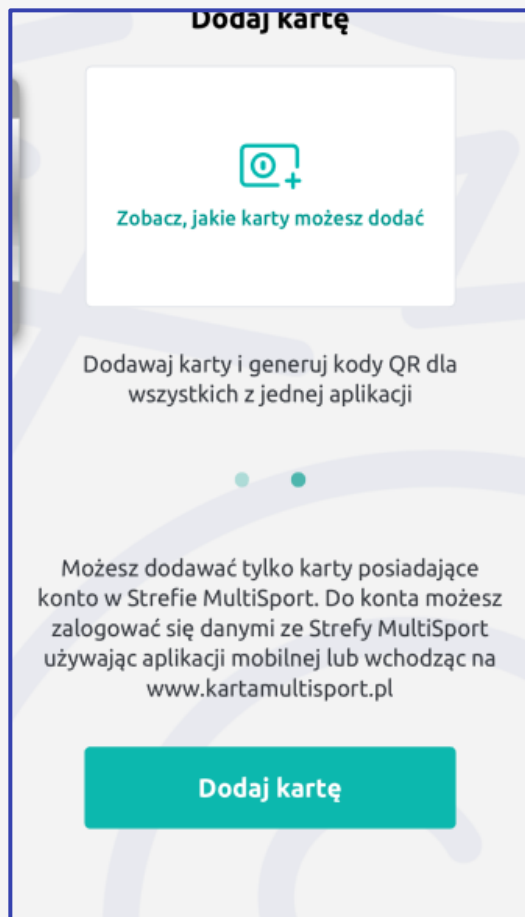 Dodaj kartę
Zobacz, jakie karty możesz dodać
Dodawaj karty i generuj kody QR dla
wszystkich z jednej aplikacji
Możesz dodawać tylko karty posiadające
konto w Strefie MultiSport. Do konta możesz
zalogować się danymi ze Strefy MultiSport
używając aplikacji mobilnej lub wchodząc na
www.kartamultisport.pl
Dodaj kartę